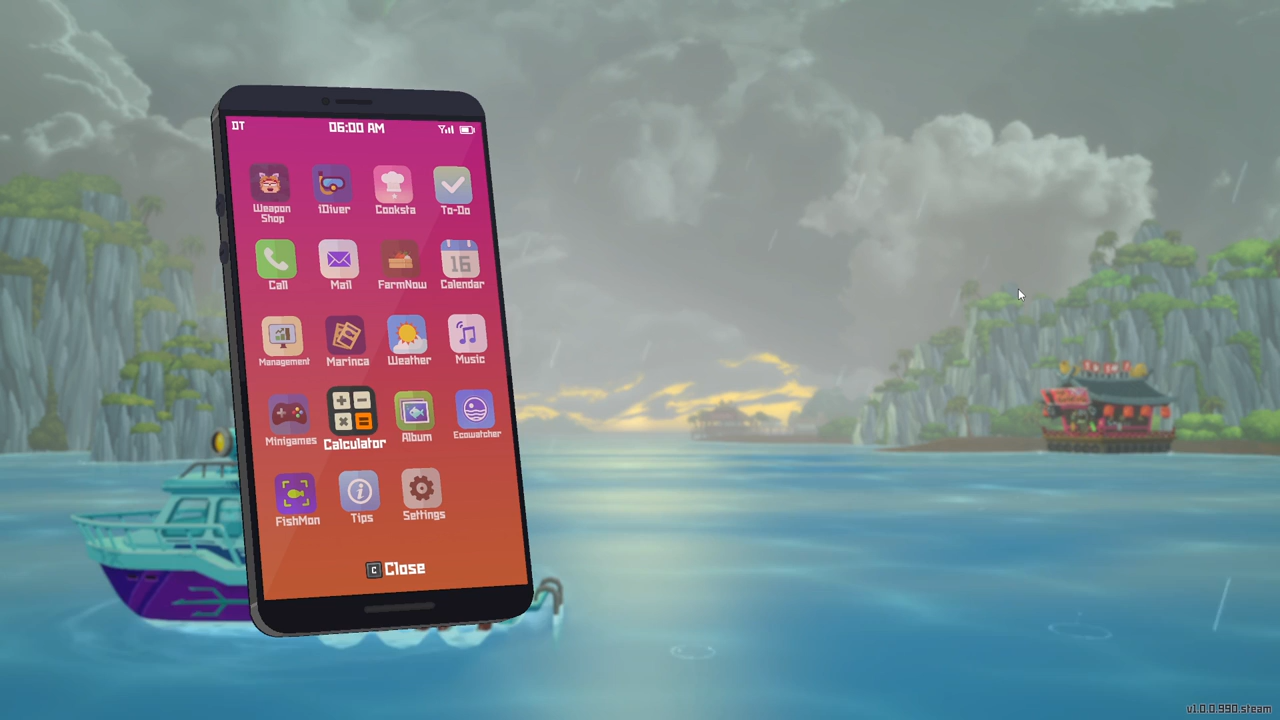 DT 06:00 AM
Weapon Shop iDiver Cooksta To-Do
Call Mail FarmNow Calendar
16
Management Marinca Weather Music
Minigames Calculator Album Ecowatcher
FishMon Tips Settings
C Close
v1.0.0.990.steam